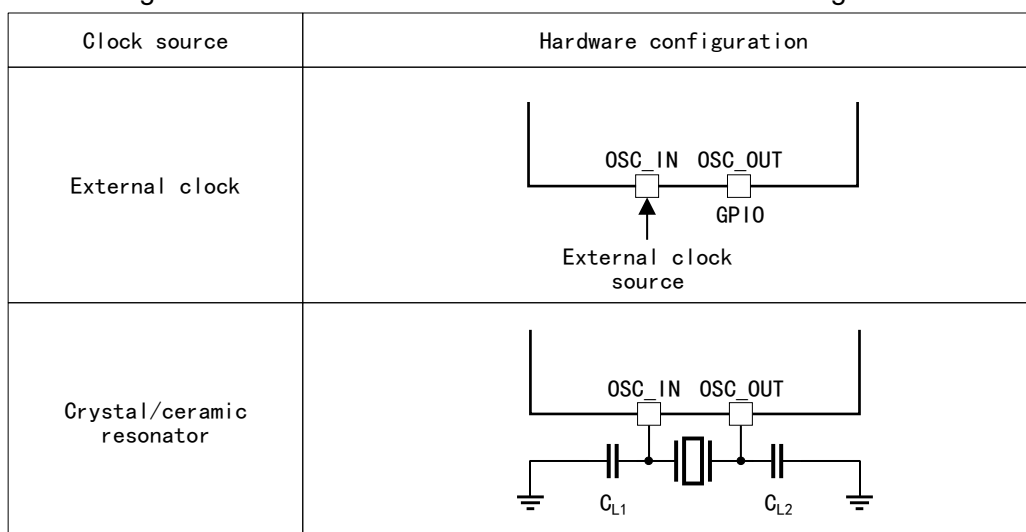 Clock source
Hardware configuration
External clock
OSC_IN OSC_OUT
GPIO
External clock
source
Crystal/ceramic
resonator
OSC_IN OSC_OUT
CL1
CL2